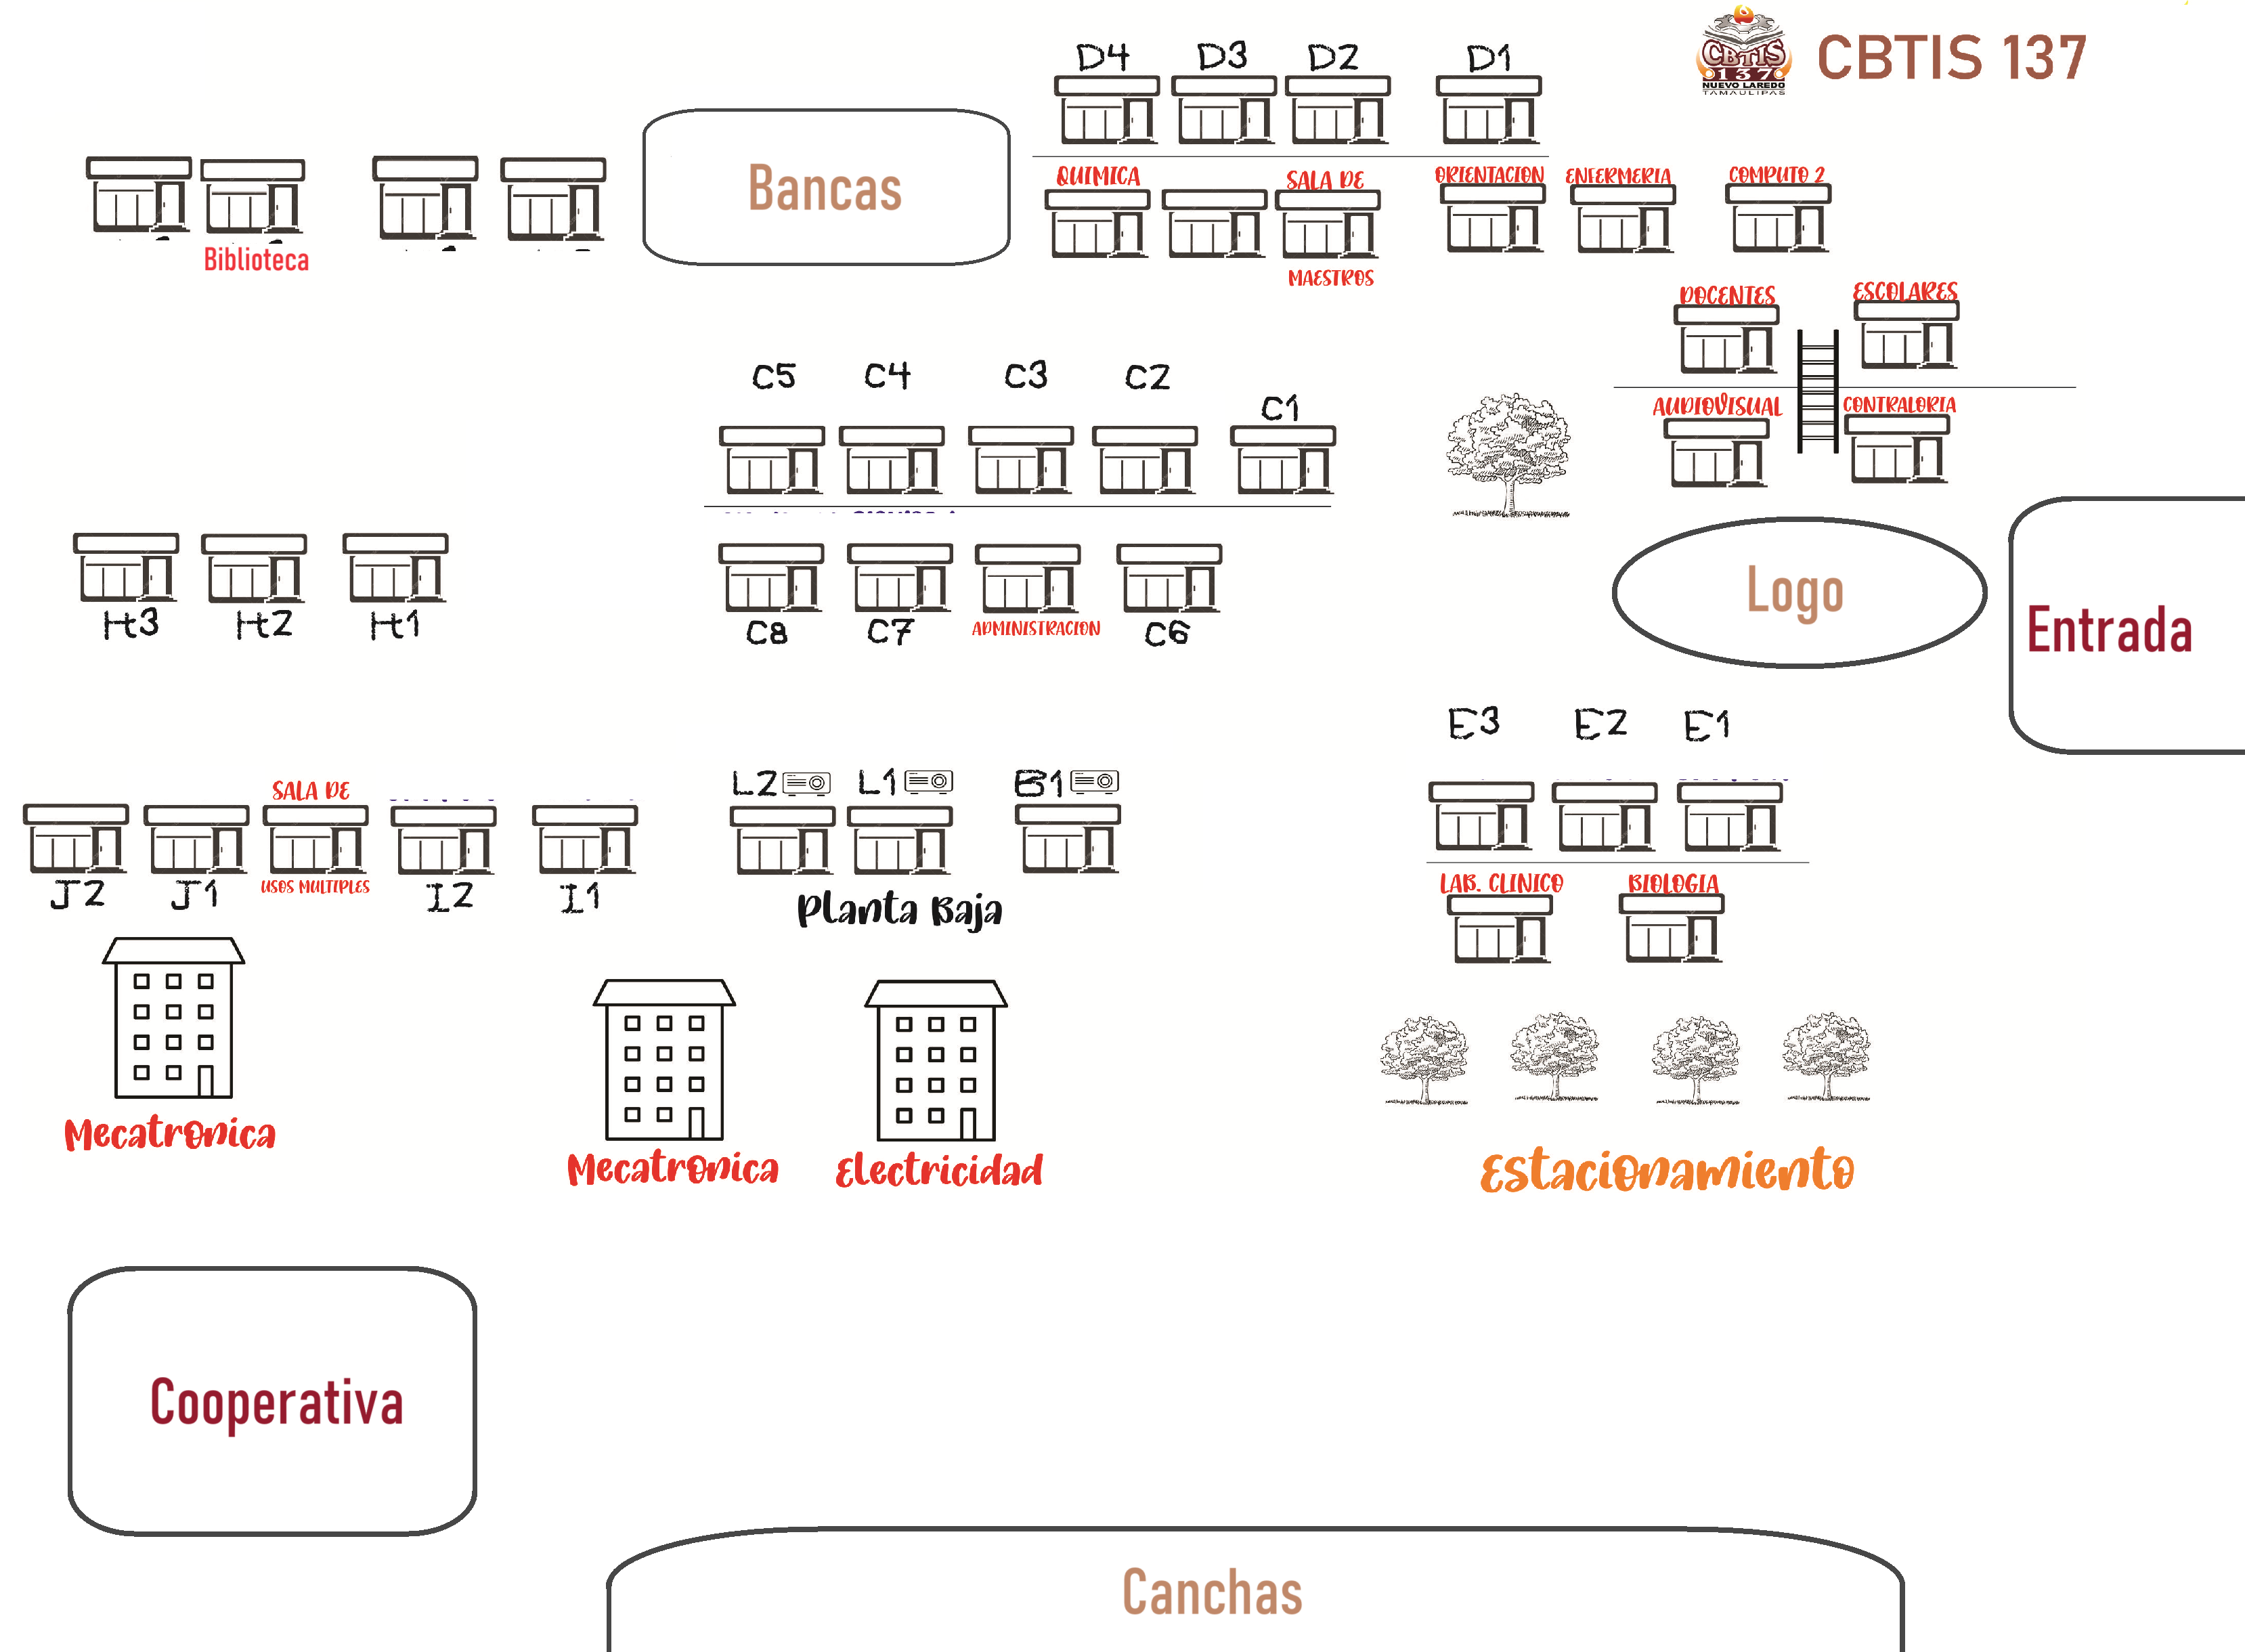 CBTIS
137
NUEVO LAREDO
TAMAULIPAS
CBTIS 137
D4 D3 D2 D1
Bancas
QUIMICA
SALA DE
MAESTROS
ORIENTACION
ENFERMERIA
COMPUTO 2
Biblioteca
DOCENTES
ESCOLARES
AUDIOVISUAL
CONTRALORIA
C5 C4 C3 C2 C1
C8 C7
ADMINISTRACION
C6
H3 H2 H1
Logo
Entrada
E3 E2 E1
LAB. CLINICO
BIOLOGIA
L2 L1 B1
Planta Baja
SALA DE
USOS MULTIPLES
J2 J1 I2 I1
Mecatronica
Mecatronica
Electricidad
Estacionamiento
Cooperativa
Canchas